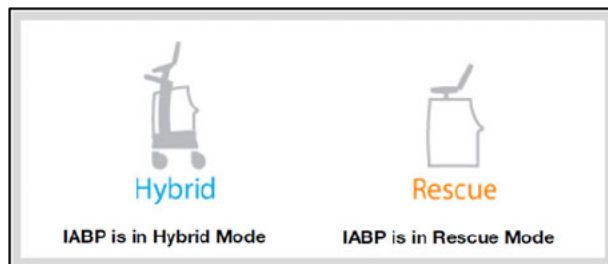 Hybrid
Rescue
IABP is in Hybrid Mode
IABP is in Rescue Mode